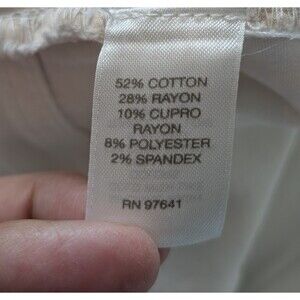 52% COTTON
28% RAYON
10% CUPRO
RAYON
8% POLYESTER
2% SPANDEX
RN 97641